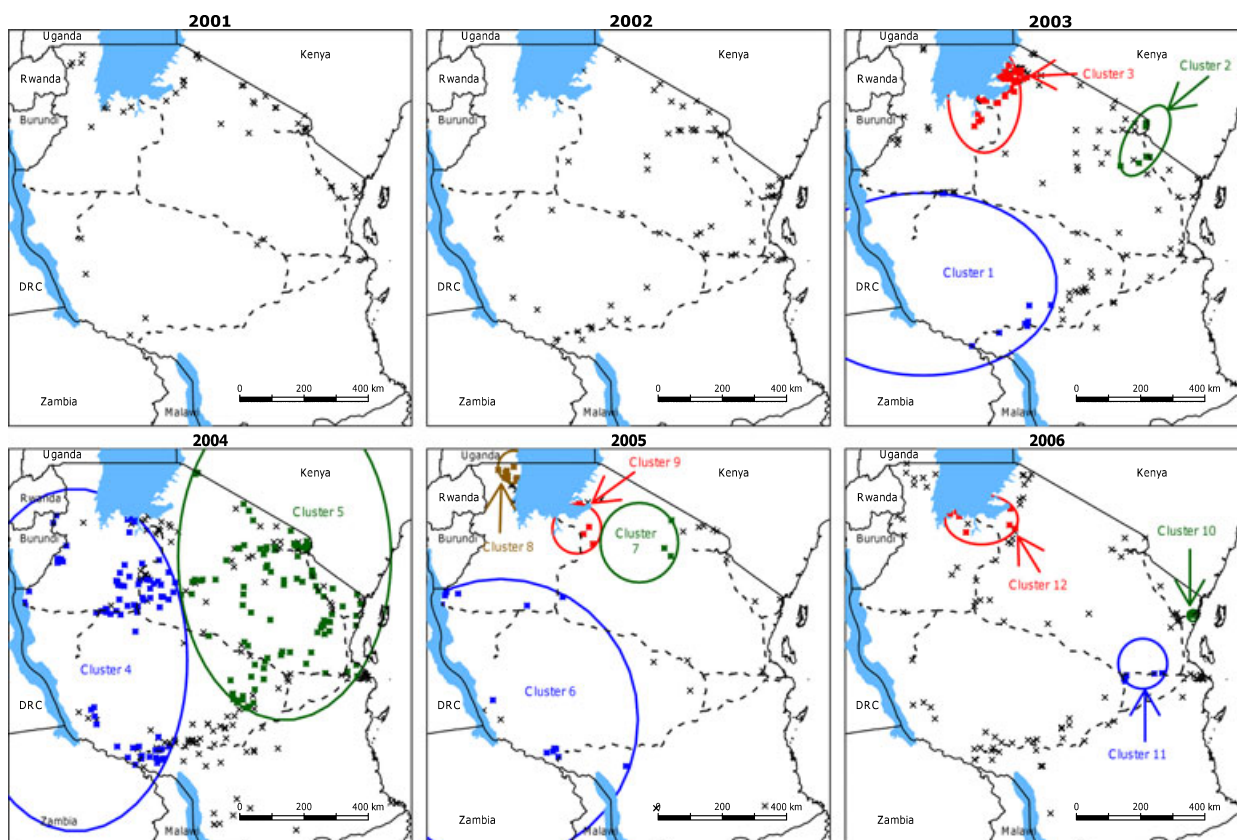 2001
Uganda
Kenya
Rwanda
Burundi
DRC
Zambia
Malawi
0 200 400 km
2002
Uganda
Kenya
Rwanda
Burundi
DRC
Zambia
Malawi
0 200 400 km
2003
Uganda
Kenya
Cluster 3
Cluster 2
Rwanda
Burundi
Cluster 1
DRC
Zambia
Malawi
0 200 400 km
2004
Uganda
Kenya
Rwanda
Cluster 5
Burundi
Cluster 4
DRC
Zambia
Malawi
0 200 400 km
2005
Uganda
Cluster 9
Kenya
Rwanda
Burundi
Cluster 8
Cluster
7
Cluster 6
DRC
Zambia
Malawi
0 200 400 km
2006
Uganda
Kenya
Rwanda
Cluster 10
Burundi
Cluster 12
DRC
Cluster 11
Zambia
Malawi
0 200 400 km